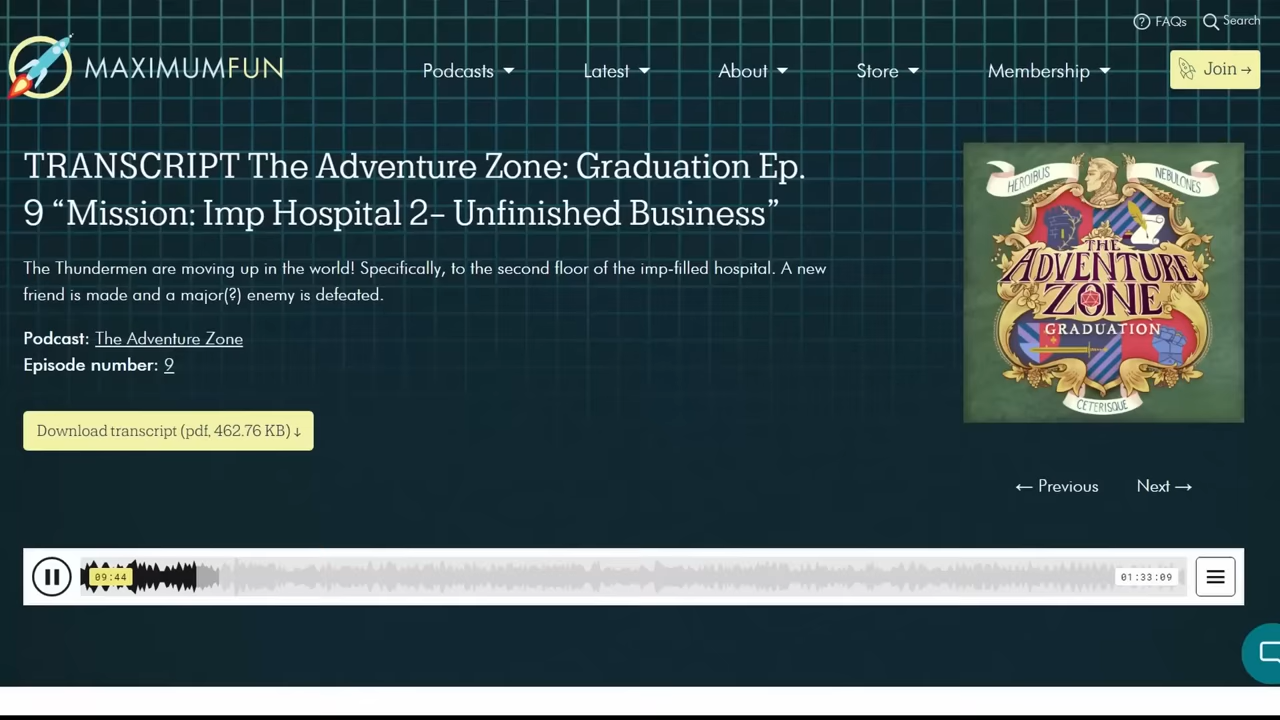 FAQs
Search
MAXIMUMFUN
Podcasts
Latest
About
Store
Membership
Join →
TRANSCRIPT The Adventure Zone: Graduation Ep.
9 “Mission: Imp Hospital 2– Unfinished Business”
The Thundermen are moving up in the world! Specifically, to the second floor of the imp-filled hospital. A new
friend is made and a major(?) enemy is defeated.
Podcast: The Adventure Zone
Episode number: 9
Download transcript (pdf, 462.76 KB) ↓
HEROIBUS
NEBULONES
THE
ADVENTURE
ZONE
GRADUATION
CETERISQUE
← Previous
Next →
09:44
01:33:09